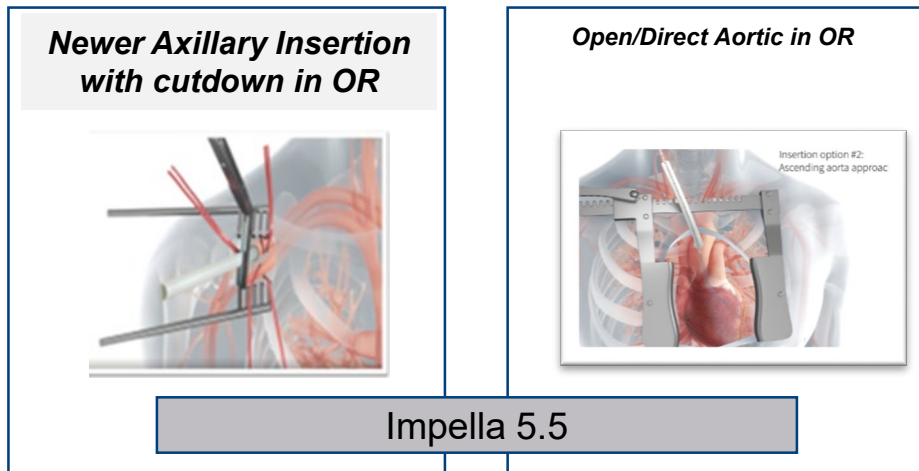 Newer Axillary Insertion
with cutdown in OR
Open/Direct Aortic in OR
Insertion option #2:
Ascending aorta approac
Impella 5.5